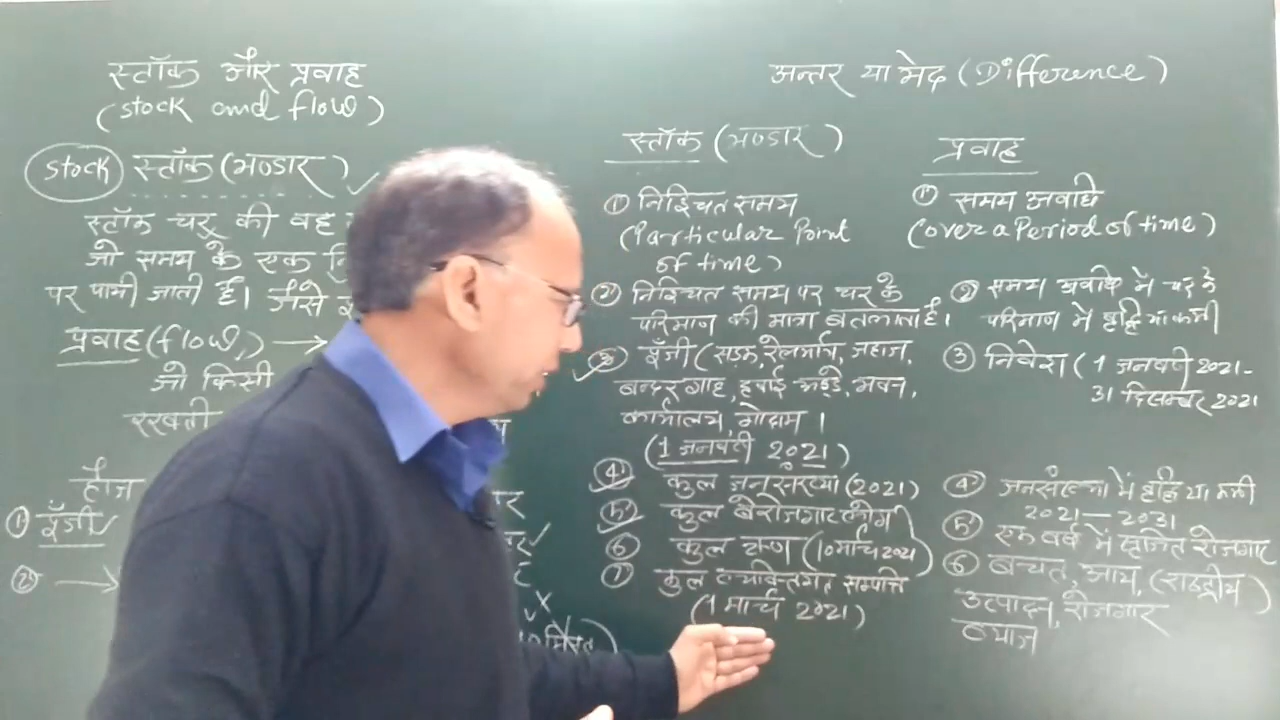 स्टॉक और प्रवाह
(stock and flow)
stock स्टॉक (भण्डार)
स्टॉक चर की वह
जो समय के एक
पर पायी जाती है। जैसे
प्रवाह (flow)
जो किसी
रखती
हौज
① पूँजी
②
अन्तर या भेद (Difference)
स्टॉक (भण्डार)
① निश्चित समय
(Particular Point
of time)
② निश्चित समय पर चर के
परिमाण की मात्रा बतलाता है।
③ पूँजी (सड़क, रेलमार्ग, जहाज,
बन्दरगाह, हवाई अड्डे, भवन,
कार्यालय, गोदाम ।
(1 जनवरी 2021)
④ कुल जनसंख्या (2021)
⑤ कुल बेरोजगार लोग
⑥ कुल ऋण (10 मार्च 2021)
⑦ कुल व्यक्तिगत सम्पत्ति
(1 मार्च 2021)
प्रवाह
① समय अवधि
(over a Period of time)
② समय अवधि में चर के
परिमाण में वृद्धि या कमी
③ निवेश (1 जनवरी 2021-
31 दिसम्बर 2021
④ जनसंख्या में वृद्धि या कमी
2021 — 2031
⑤ एक वर्ष में सृजित रोजगार
⑥ बचत, आय, (राष्ट्रीय)
उत्पादन, रोजगार
ब्याज